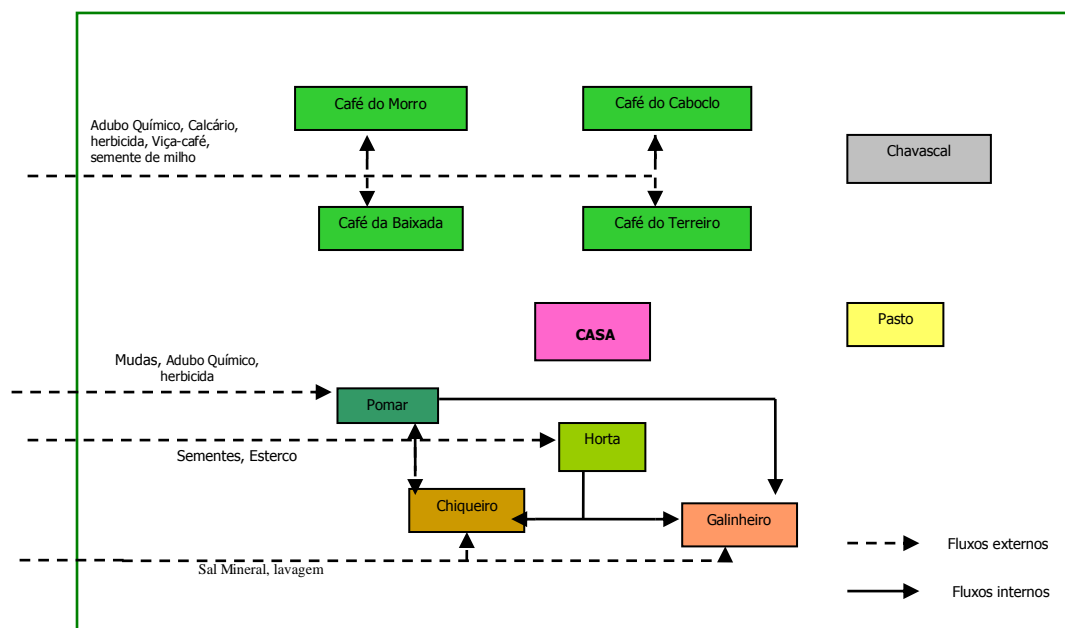 Café do Morro
Café do Caboclo
Adubo Químico, Calcário,
herbicida, Viça-café,
semente de milho
Chavascal
Café da Baixada
Café do Terreiro
CASA
Pasto
Mudas, Adubo Químico,
herbicida
Pomar
Horta
Sementes, Esterco
Chiqueiro
Galinheiro
Sal Mineral, lavagem
Fluxos externos
Fluxos internos